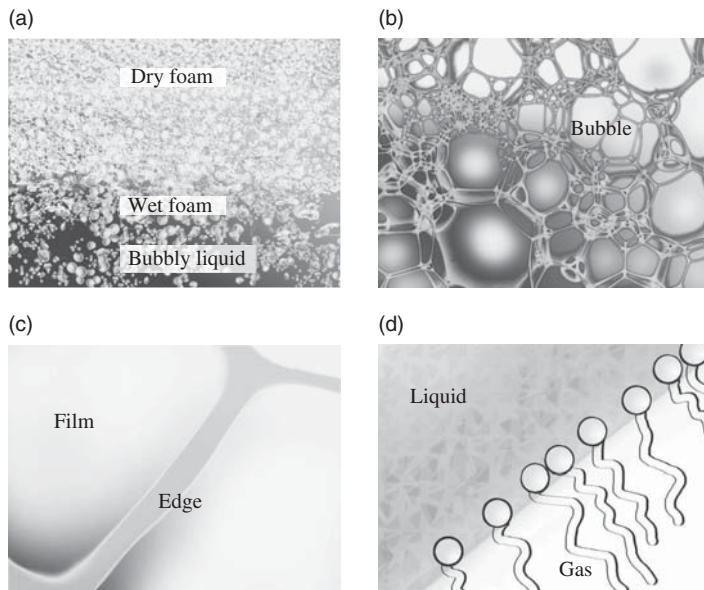 (a)
Dry foam
Wet foam
Bubbly liquid
(b)
Bubble
(c)
Film
Edge
(d)
Liquid
Gas